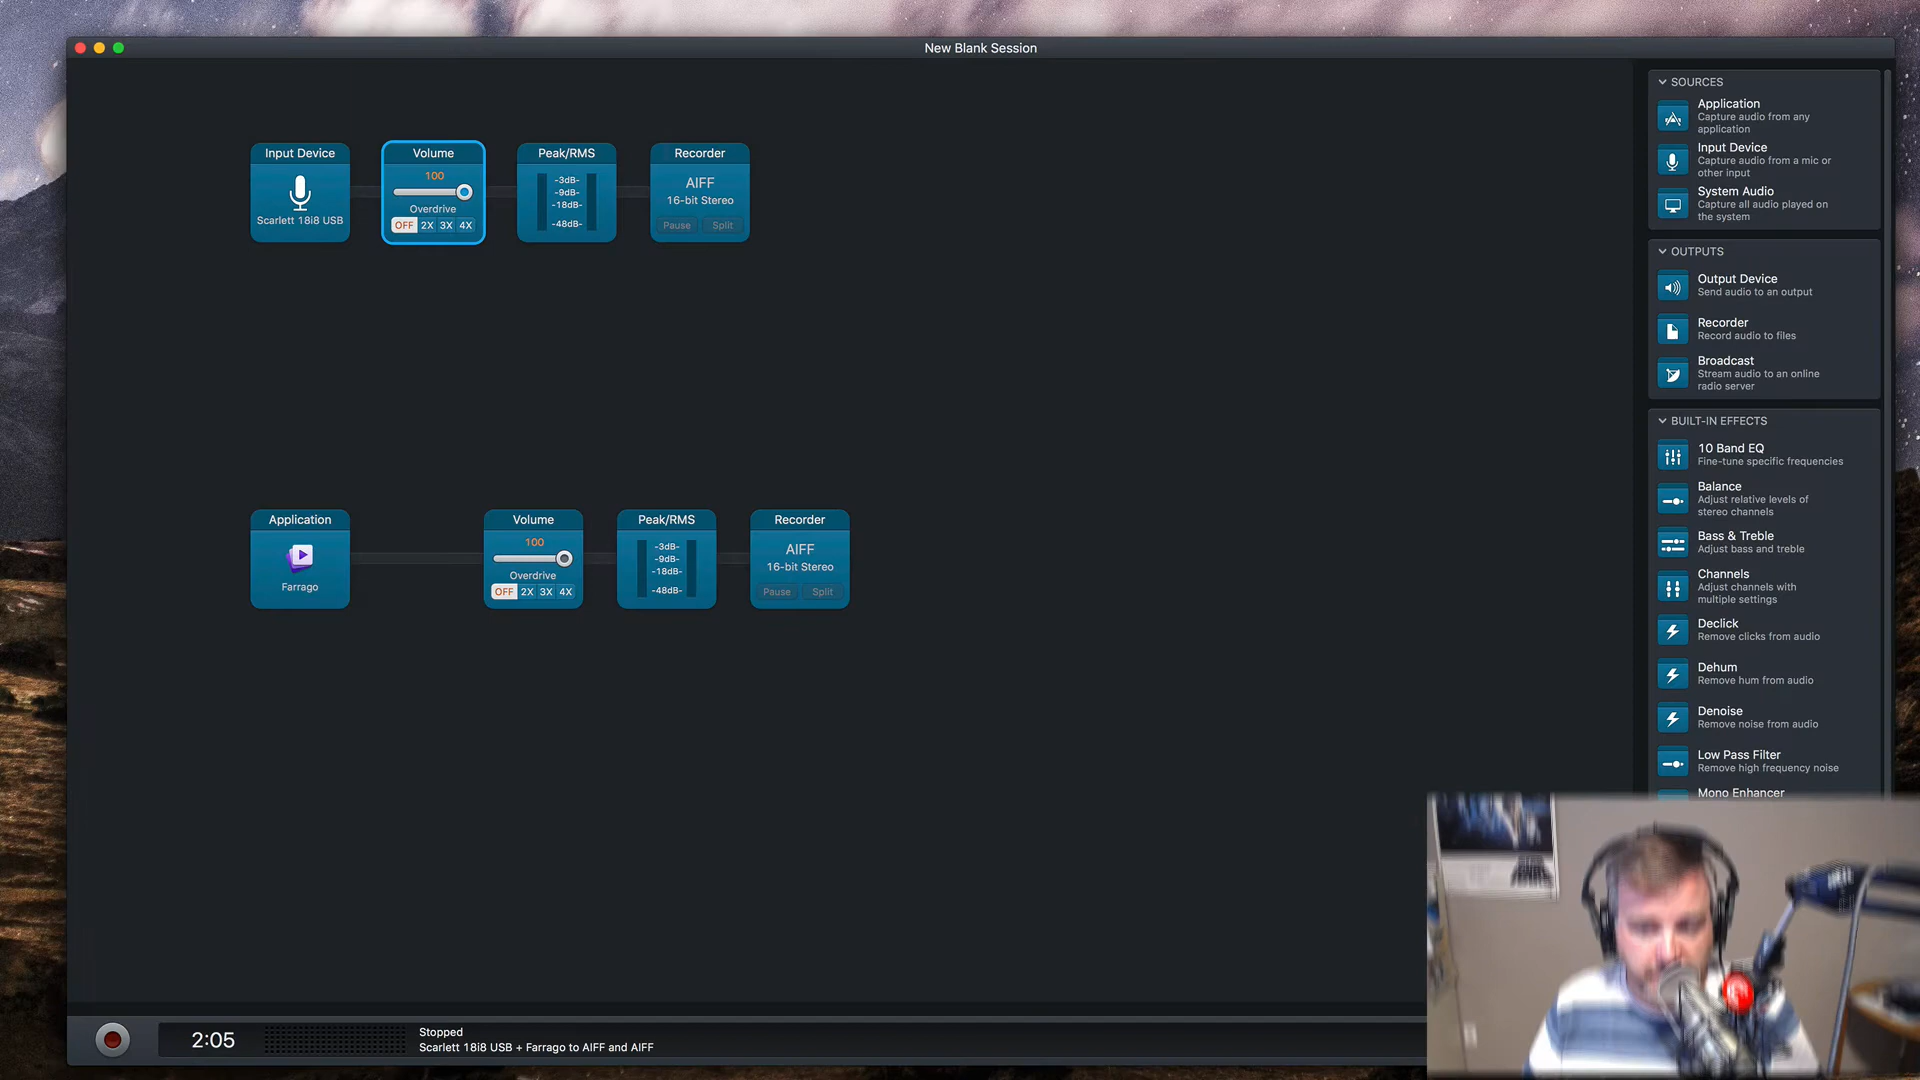 New Blank Session
Input Device
Scarlett 18i8 USB
Volume
100
Overdrive
OFF 2X 3X 4X
Peak/RMS
-3dB-
-9dB-
-18dB-
-48dB-
Recorder
AIFF
16-bit Stereo
Pause Split
Application
Farrago
Volume
100
Overdrive
OFF 2X 3X 4X
Peak/RMS
-3dB-
-9dB-
-18dB-
-48dB-
Recorder
AIFF
16-bit Stereo
Pause Split
SOURCES
Application
Capture audio from any
application
Input Device
Capture audio from a mic or
other input
System Audio
Capture all audio played on
the system
OUTPUTS
Output Device
Send audio to an output
Recorder
Record audio to files
Broadcast
Stream audio to an online
radio server
BUILT-IN EFFECTS
10 Band EQ
Fine-tune specific frequencies
Balance
Adjust relative levels of
stereo channels
Bass & Treble
Adjust bass and treble
Channels
Adjust channels with
multiple settings
Declick
Remove clicks from audio
Dehum
Remove hum from audio
Denoise
Remove noise from audio
Low Pass Filter
Remove high frequency noise
Mono Enhancer
2:05
Stopped
Scarlett 18i8 USB + Farrago to AIFF and AIFF